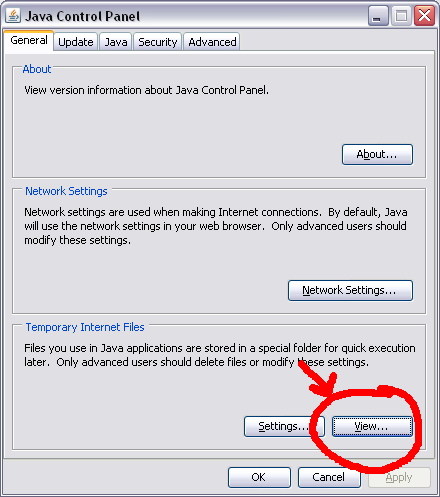 Java Control Panel
General Update Java Security Advanced
About
View version information about Java Control Panel.
About...
Network Settings
Network settings are used when making Internet connections.  By default, Java
will use the network settings in your web browser.  Only advanced users should
modify these settings.
Network Settings...
Temporary Internet Files
Files you use in Java applications are stored in a special folder for quick execution
later.  Only advanced users should delete files or modify these settings.
Settings... View...
OK Cancel Apply